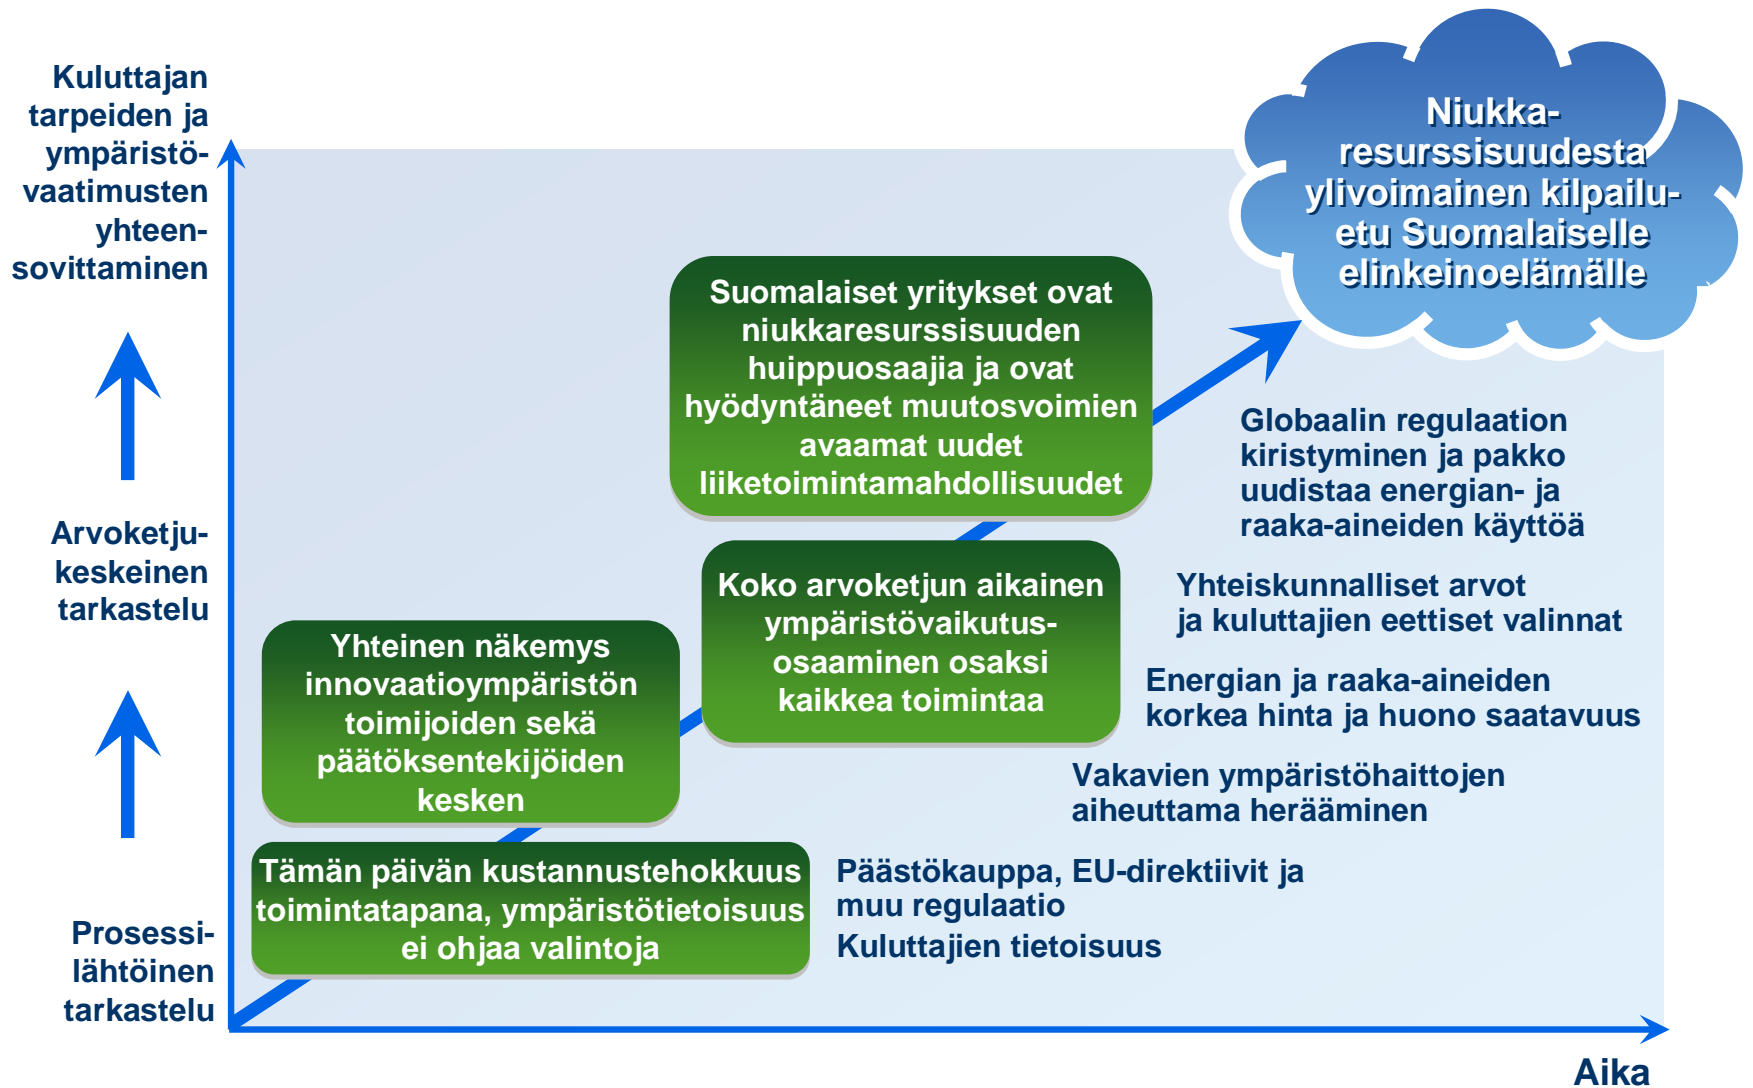 Kuluttajan
tarpeiden ja
ympäristö-
vaatimusten
yhteen-
sovittaminen
Arvoketju-
keskeinen
tarkastelu
Prosessi-
lähtöinen
tarkastelu
Niukka-
resurssisuudesta
ylivoimainen kilpailu-
etu Suomalaiselle
elinkeinoelämälle
Suomalaiset yritykset ovat
niukkaresurssisuuden
huippuosaajia ja ovat
hyödyntäneet muutosvoimien
avaamat uudet
liiketoimintamahdollisuudet
Koko arvoketjun aikainen
ympäristövaikutus-
osaaminen osaksi
kaikkea toimintaa
Yhteinen näkemys
innovaatioympäristön
toimijoiden sekä
päätöksentekijöiden
kesken
Tämän päivän kustannustehokkuus
toimintatapana, ympäristötietoisuus
ei ohjaa valintoja
Globaalin regulaation
kiristyminen ja pakko
uudistaa energian- ja
raaka-aineiden käyttöä
Yhteiskunnalliset arvot
ja kuluttajien eettiset valinnat
Energian ja raaka-aineiden
korkea hinta ja huono saatavuus
Vakavien ympäristöhaittojen
aiheuttama herääminen
Päästökauppa, EU-direktiivit ja
muu regulaatio
Kuluttajien tietoisuus
Aika